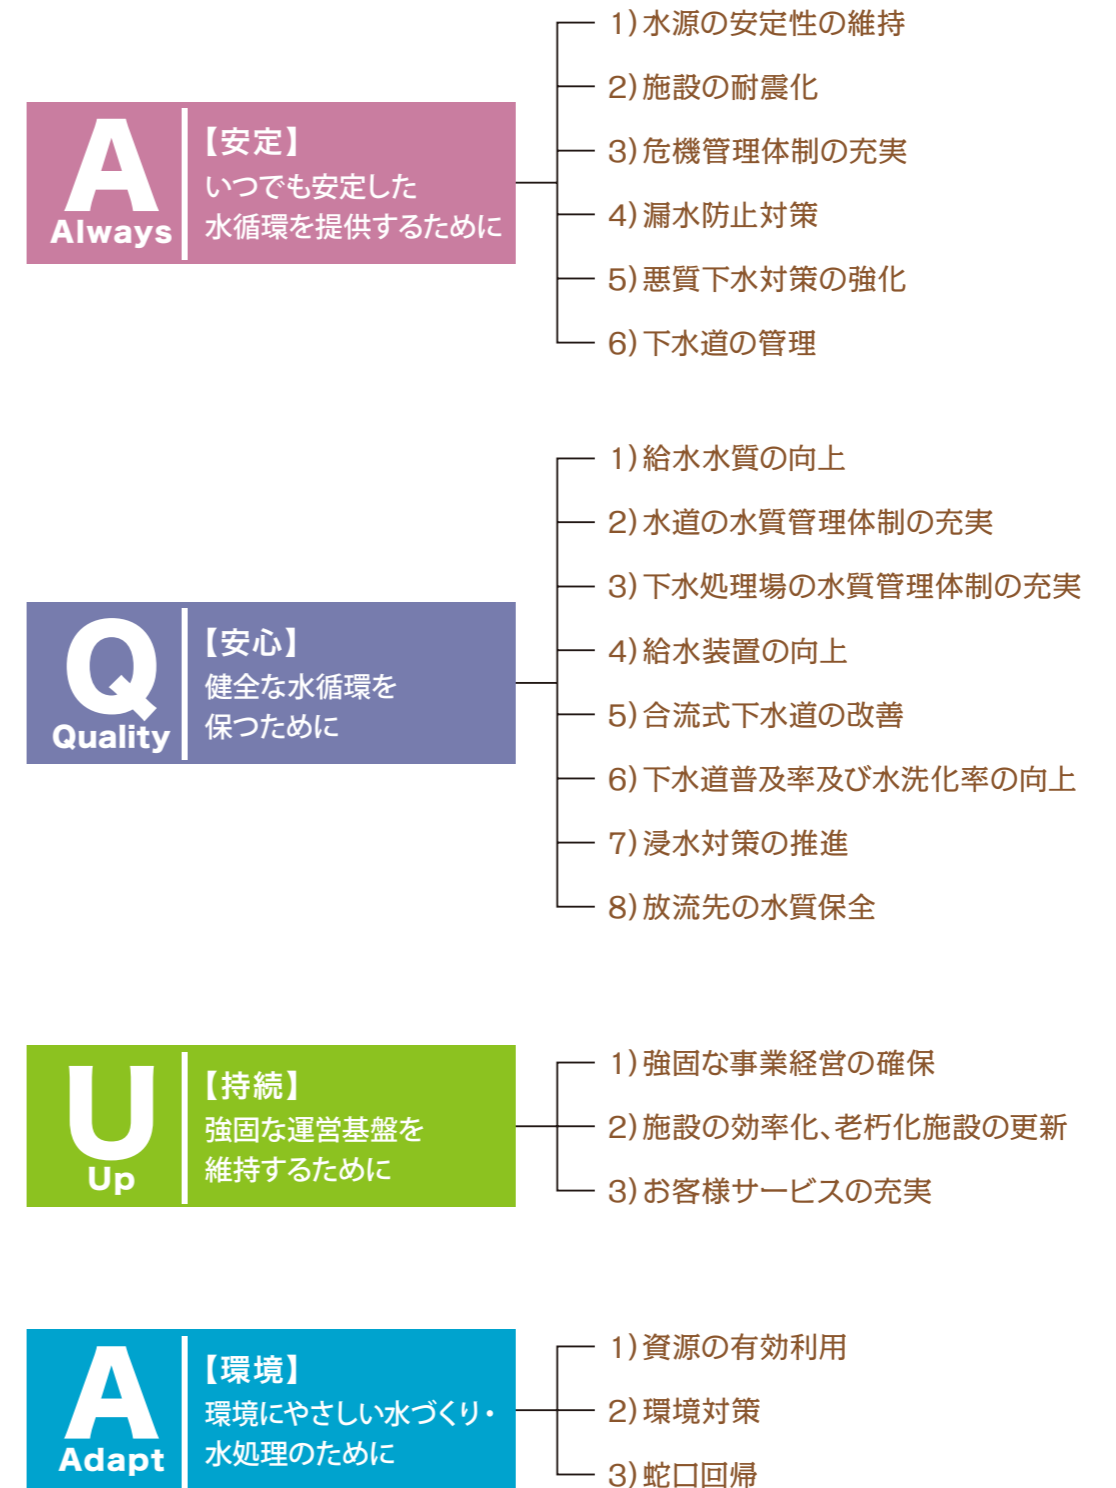 A
Always
【安定】
いつでも安定した
水循環を提供するために
1)水源の安定性の維持
2)施設の耐震化
3)危機管理体制の充実
4)漏水防止対策
5)悪質下水対策の強化
6)下水道の管理
Q
Quality
【安心】
健全な水循環を
保つために
1)給水水質の向上
2)水道の水質管理体制の充実
3)下水処理場の水質管理体制の充実
4)給水装置の向上
5)合流式下水道の改善
6)下水道普及率及び水洗化率の向上
7)浸水対策の推進
8)放流先の水質保全
U
Up
【持続】
強固な運営基盤を
維持するために
1)強固な事業経営の確保
2)施設の効率化、老朽化施設の更新
3)お客様サービスの充実
A
Adapt
【環境】
環境にやさしい水づくり・
水処理のために
1)資源の有効利用
2)環境対策
3)蛇口回帰